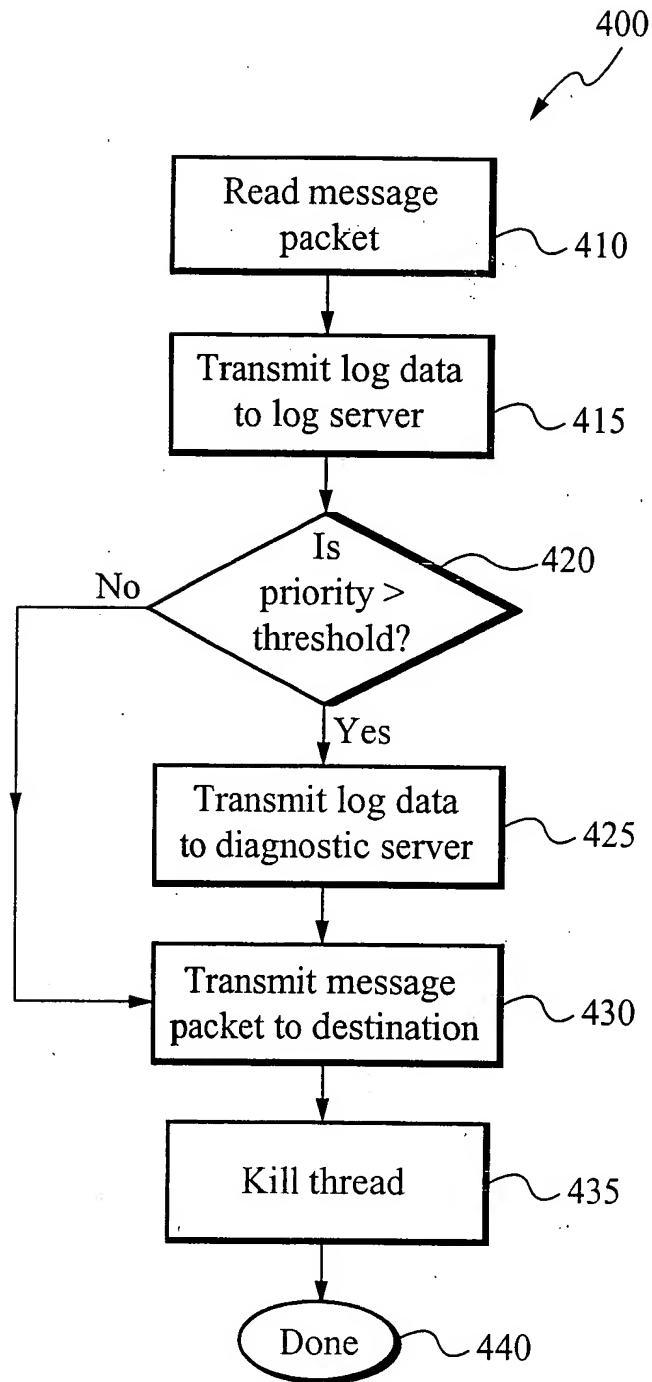 400
Read message
packet
410
Transmit log data
to log server
415
Is
priority >
threshold?
420
No
Yes
Transmit log data
to diagnostic server
425
Transmit message
packet to destination
430
Kill thread
435
Done
440